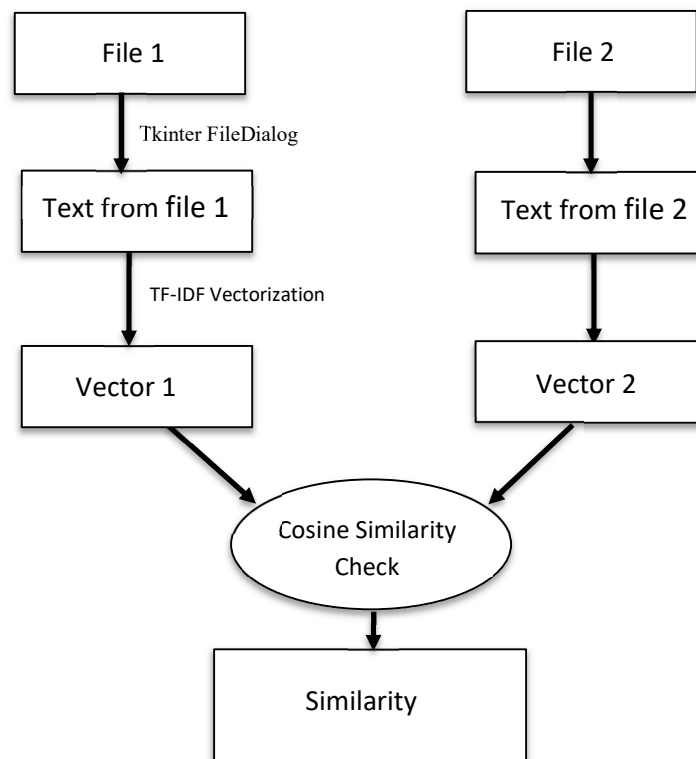 File 1
File 2
Tkinter FileDialog
Text from file 1
Text from file 2
TF-IDF Vectorization
Vector 1
Vector 2
Cosine Similarity
Check
Similarity